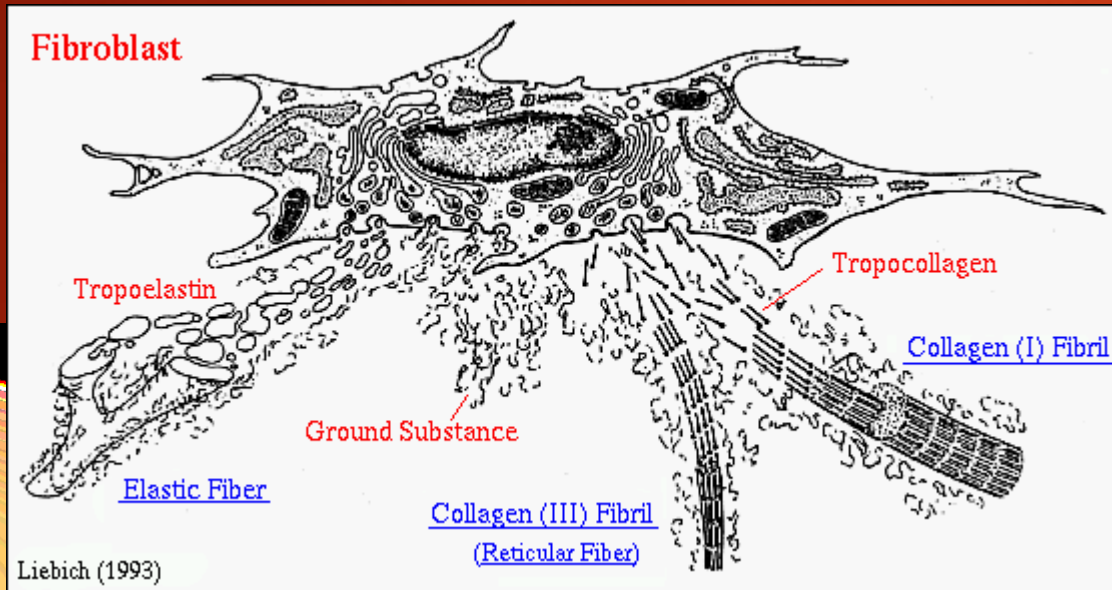 Fibroblast
Tropoelastin
Tropocollagen
Collagen (I) Fibril
Ground Substance
Elastic Fiber
Collagen (III) Fibril
(Reticular Fiber)
Liebich (1993)